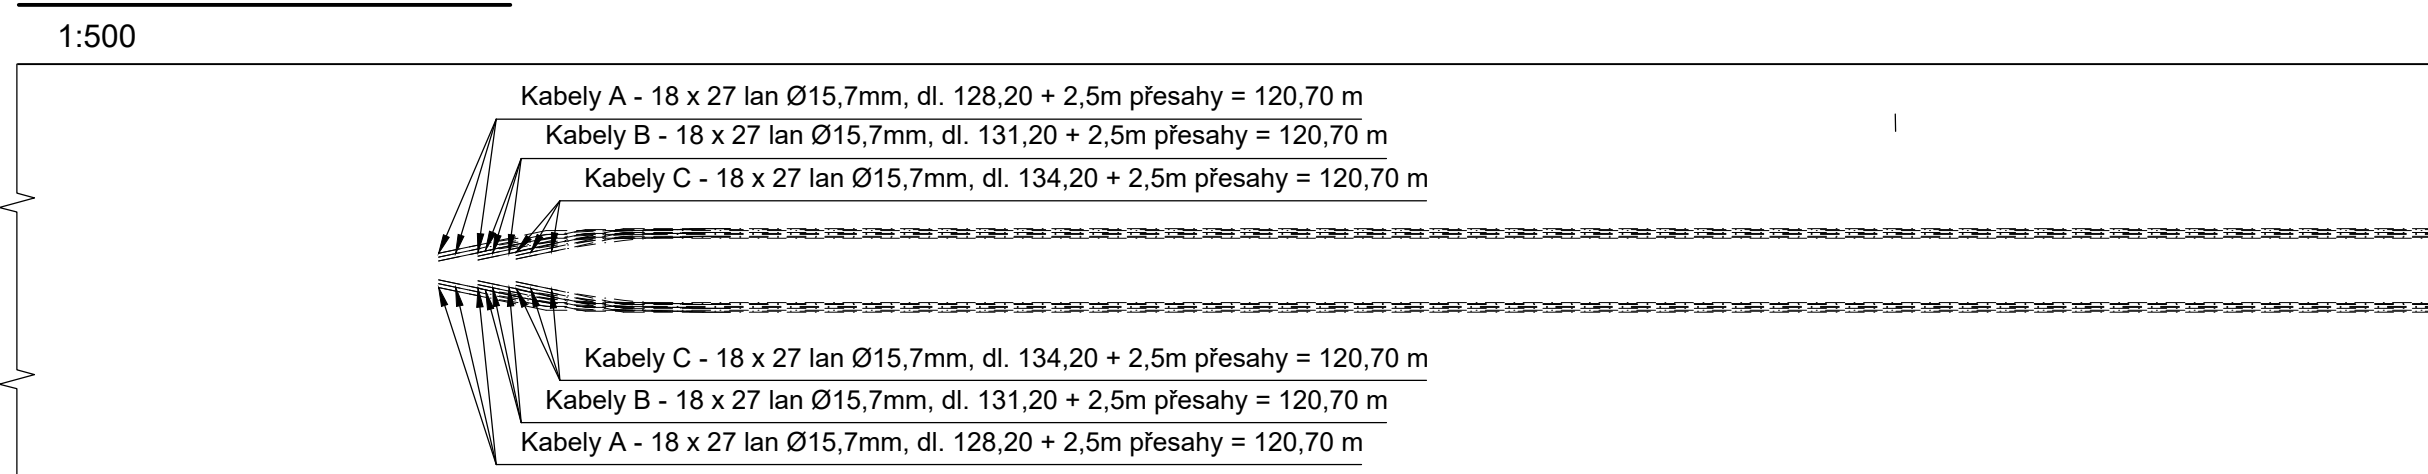 1:500
Kabely A - 18 x 27 lan Ø15,7mm, dl. 128,20 + 2,5m přesahy = 120,70 m
Kabely B - 18 x 27 lan Ø15,7mm, dl. 131,20 + 2,5m přesahy = 120,70 m
Kabely C - 18 x 27 lan Ø15,7mm, dl. 134,20 + 2,5m přesahy = 120,70 m
Kabely C - 18 x 27 lan Ø15,7mm, dl. 134,20 + 2,5m přesahy = 120,70 m
Kabely B - 18 x 27 lan Ø15,7mm, dl. 131,20 + 2,5m přesahy = 120,70 m
Kabely A - 18 x 27 lan Ø15,7mm, dl. 128,20 + 2,5m přesahy = 120,70 m